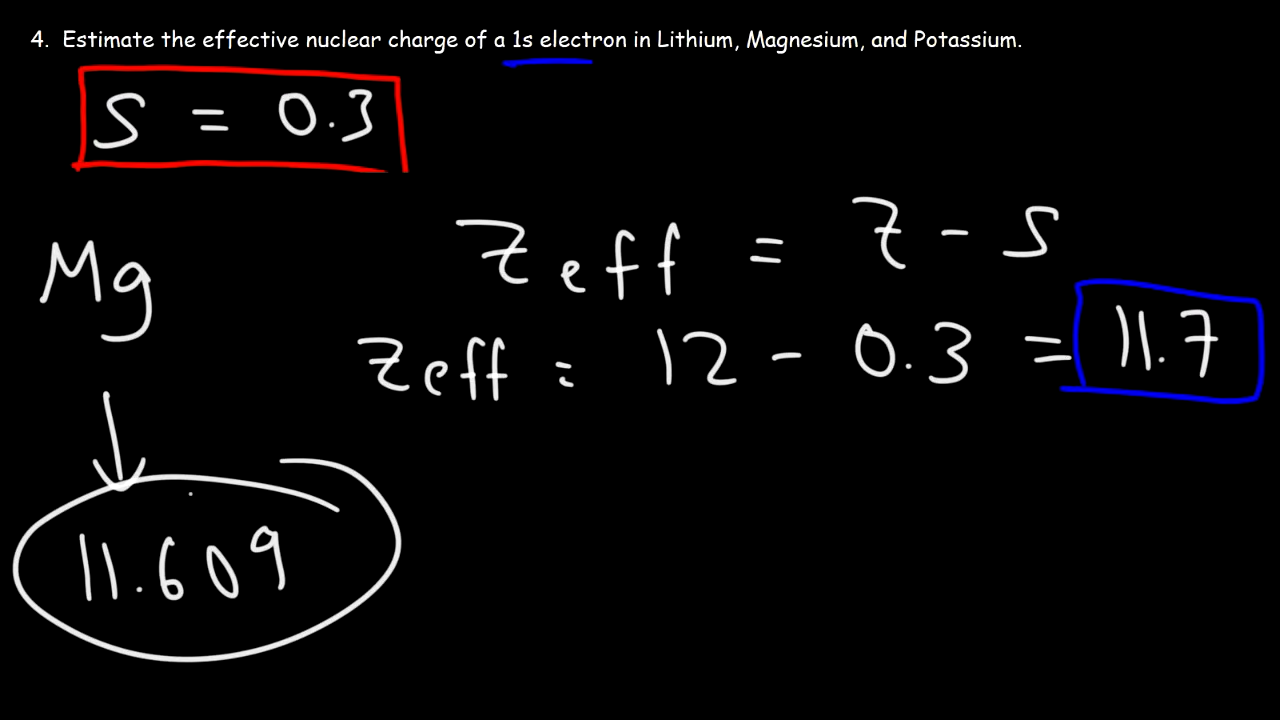 4. Estimate the effective nuclear charge of a 1s electron in Lithium, Magnesium, and Potassium.
S = 0.3
Mg
Zeff = Z - S
Zeff = 12 - 0.3 = 11.7
11.609